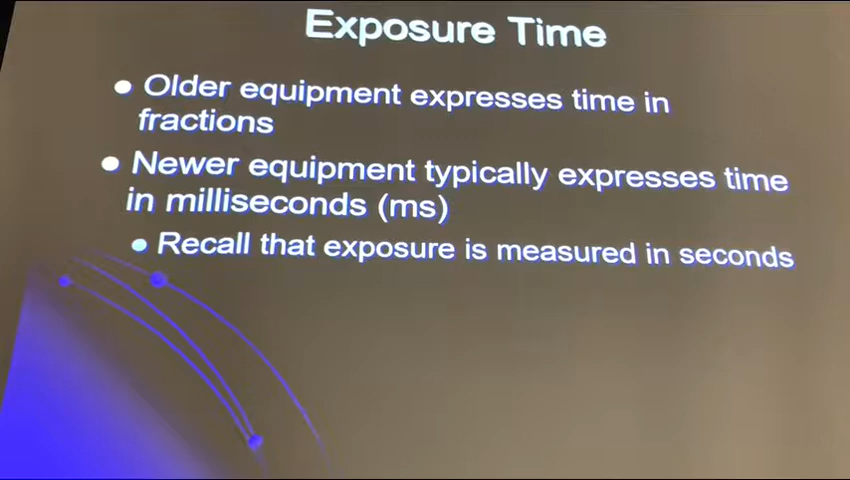 Exposure Time
● Older equipment expresses time in
fractions
● Newer equipment typically expresses time
in milliseconds (ms)
● Recall that exposure is measured in seconds